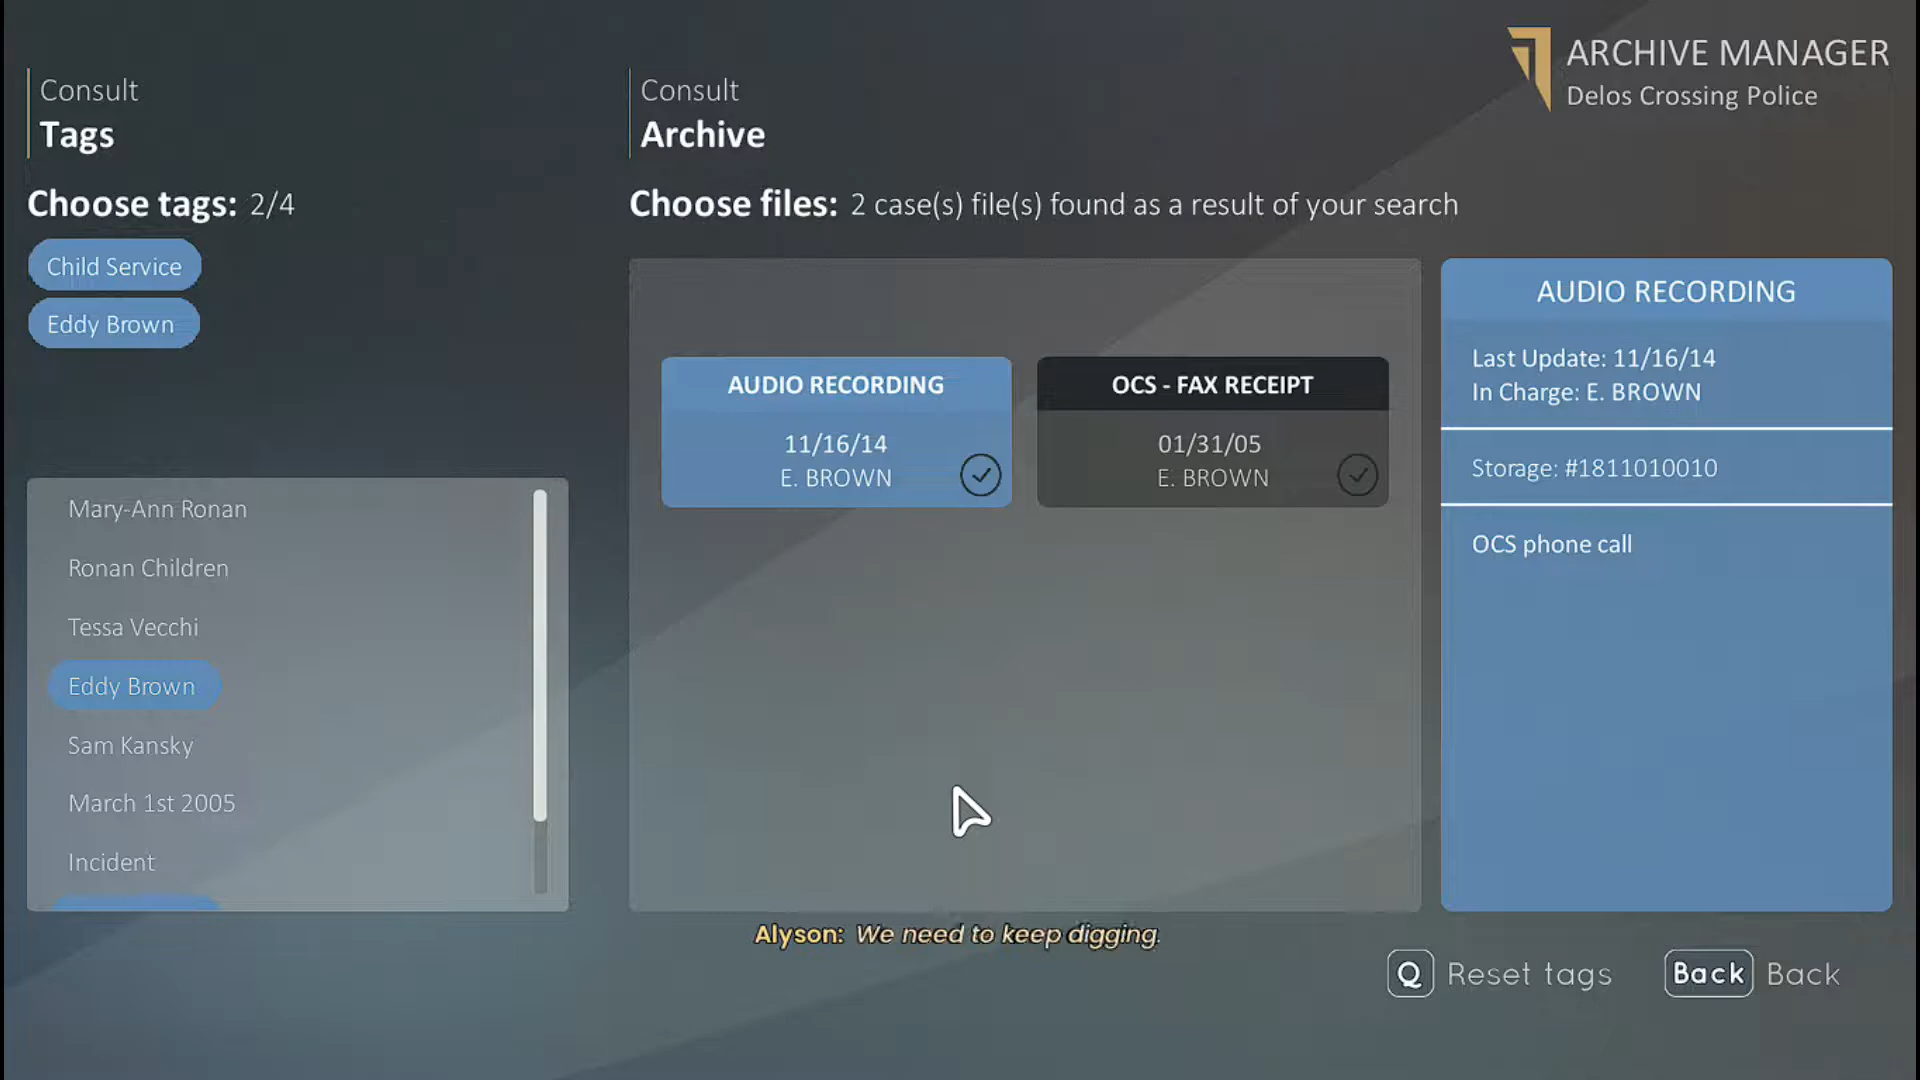 ARCHIVE MANAGER
Delos Crossing Police
Consult
Tags
Choose tags: 2/4
Child Service
Eddy Brown
Mary-Ann Ronan
Ronan Children
Tessa Vecchi
Eddy Brown
Sam Kansky
March 1st 2005
Incident
Consult
Archive
Choose files: 2 case(s) file(s) found as a result of your search
AUDIO RECORDING
11/16/14
E. BROWN
OCS - FAX RECEIPT
01/31/05
E. BROWN
AUDIO RECORDING
Last Update: 11/16/14
In Charge: E. BROWN
Storage: #1811010010
OCS phone call
Alyson: We need to keep digging.
Q Reset tags
Back Back